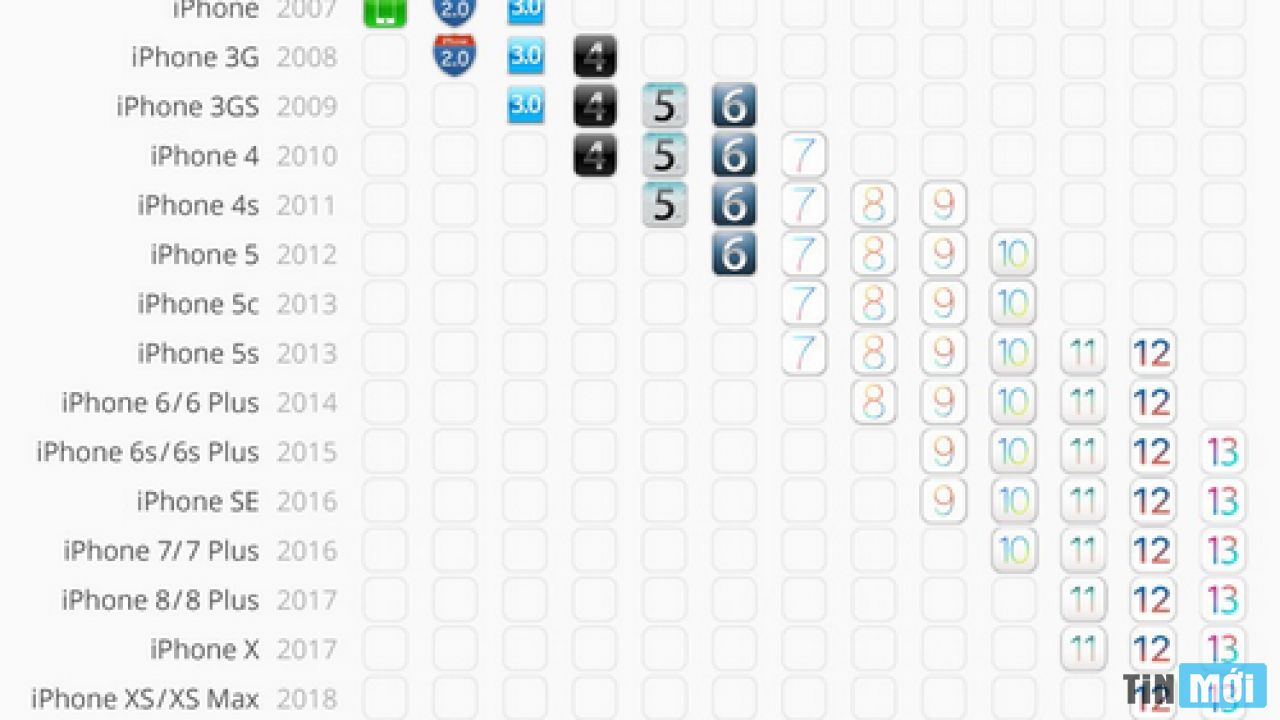 iPhone 2007 2.0 3.0
iPhone 3G 2008 iPhone 2.0 3.0 4
iPhone 3GS 2009 3.0 4 5 6
iPhone 4 2010 4 5 6 7
iPhone 4s 2011 5 6 7 8 9
iPhone 5 2012 6 7 8 9 10
iPhone 5c 2013 7 8 9 10
iPhone 5s 2013 7 8 9 10 11 12
iPhone 6/6 Plus 2014 8 9 10 11 12
iPhone 6s/6s Plus 2015 9 10 11 12 13
iPhone SE 2016 9 10 11 12 13
iPhone 7/7 Plus 2016 10 11 12 13
iPhone 8/8 Plus 2017 11 12 13
iPhone X 2017 11 12 13
iPhone XS/XS Max 2018 12 13
TiN MỚI